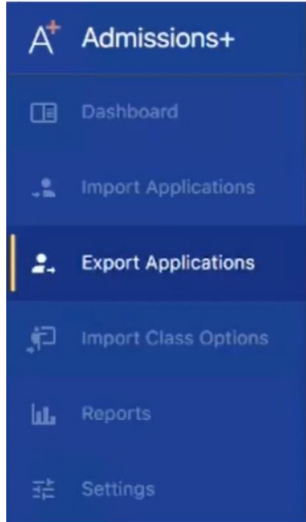 A+ Admissions+
Dashboard
Import Applications
Export Applications
Import Class Options
Reports
Settings